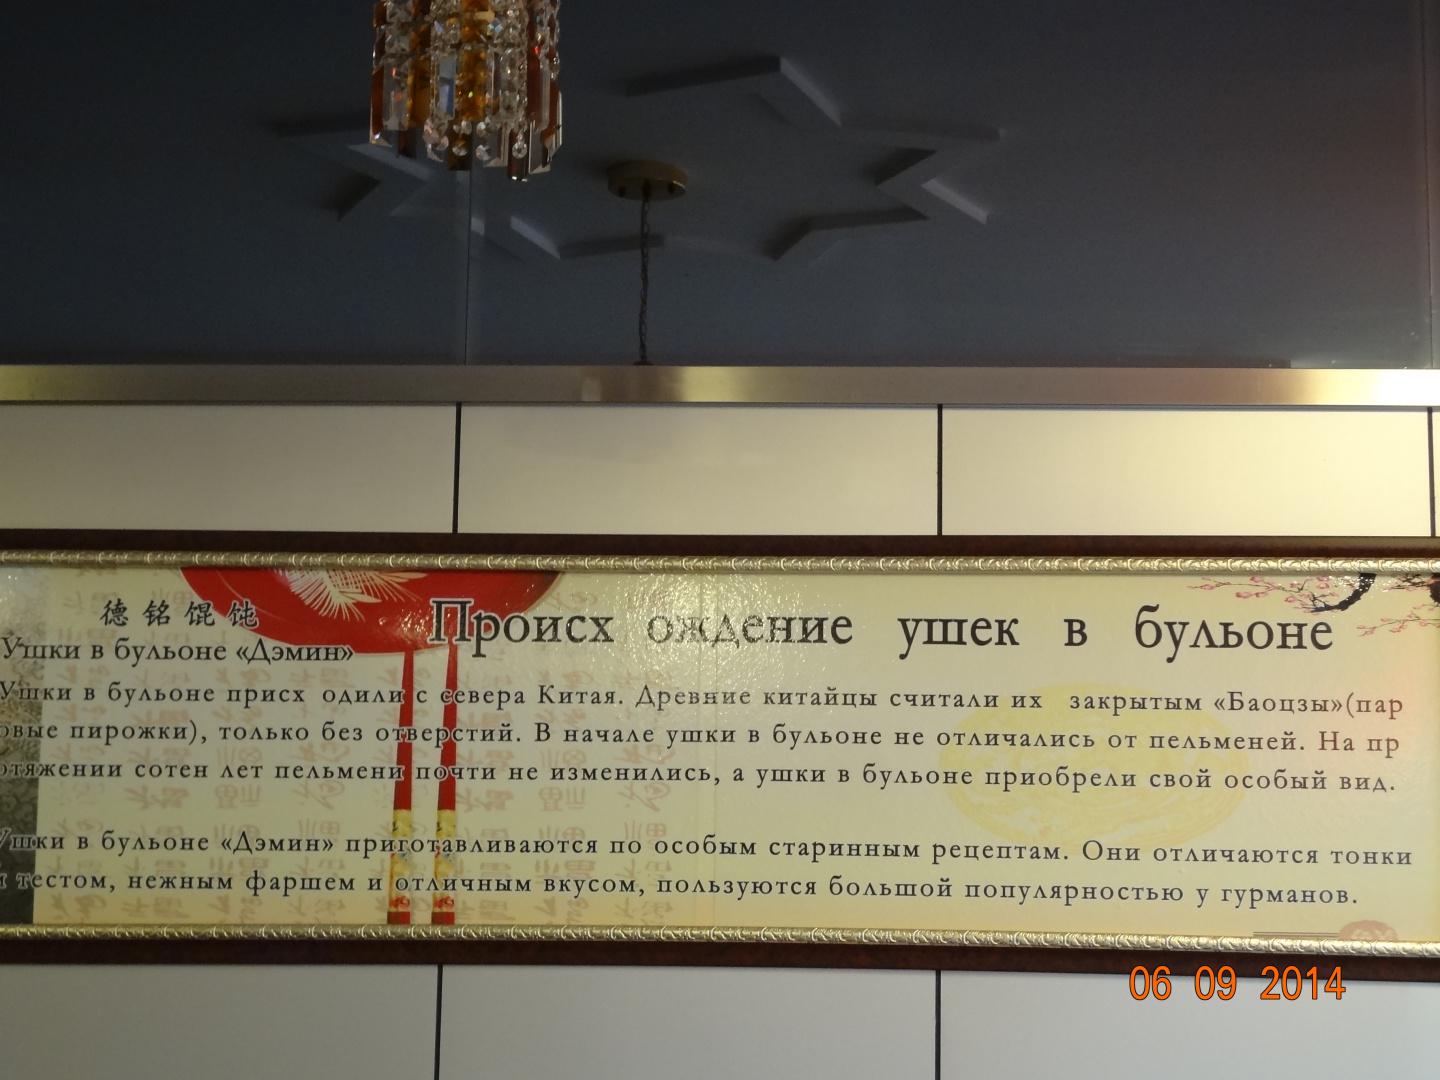 德铭馄饨
Ушки в бульоне «Дэмин»
Происх ождение ушек в бульоне
Ушки в бульоне присх одили с севера Китая. Древние китайцы считали их закрытым «Баоцзы»(пар
овые пирожки), только без отверстий. В начале ушки в бульоне не отличались от пельменей. На пр
отяжении сотен лет пельмени почти не изменились, а ушки в бульоне приобрели свой особый вид.
Ушки в бульоне «Дэмин» приготавливаются по особым старинным рецептам. Они отличаются тонки
м тестом, нежным фаршем и отличным вкусом, пользуются большой популярностью у гурманов.
06 09 2014